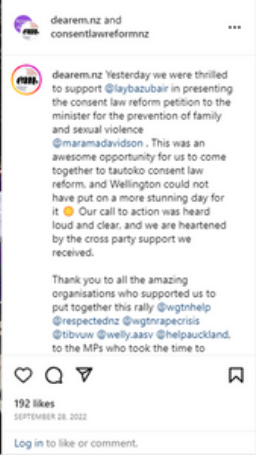 dearem.nz and
consentlawreformnz
dearem.nz Yesterday we were thrilled
to support @laybazubair in presenting
the consent law reform petition to the
minister for the prevention of family
and sexual violence
@maramadavidson . This was an
awesome opportunity for us to come
together to tautoko consent law
reform, and Wellington could not
have put on a more stunning day for
it 🌞 Our call to action was heard
loud and clear, and we are heartened
by the cross party support we
received.
Thank you to all the amazing
organisations who supported us to
put together this rally @wgtnhelp
@respectednz @wgtnrapecrisis
@tibvuw @welly.aasv @helpauckland,
to the MPs who took the time to
192 likes
SEPTEMBER 28, 2022
Log in to like or comment.